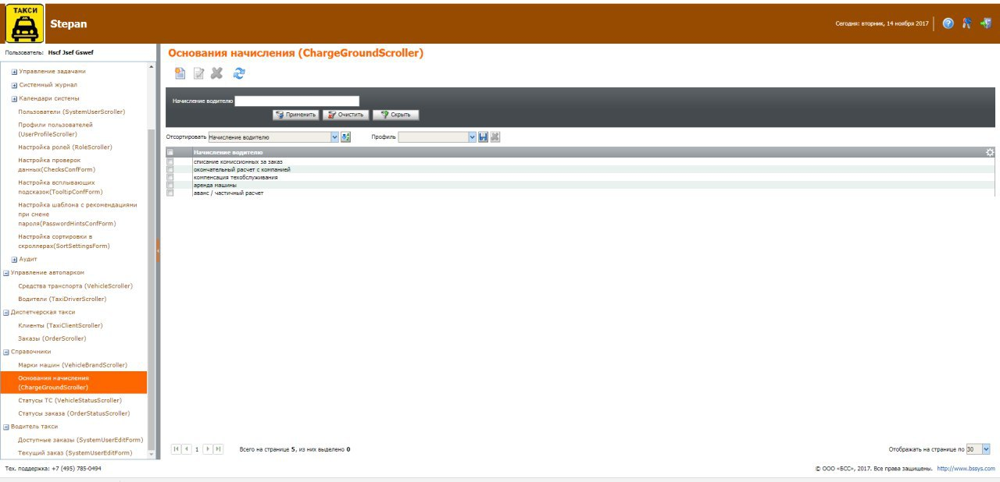 ТАКСИ
Stepan
Сегодня: вторник, 14 ноября 2017
Пользователь: Hscf Jsef Gswef
Управление задачами
Системный журнал
Календари системы
Пользователи (SystemUserScroller)
Профили пользователей
(UserProfileScroller)
Настройка ролей (RoleScroller)
Настройка проверок
данных(ChecksConfForm)
Настройка всплывающих
подсказок(TooltipConfForm)
Настройка шаблона с рекомендациями
при смене
пароля(PasswordHintsConfForm)
Настройка сортировки в
скроллерах(SortSettingsForm)
Аудит
Управление автопарком
Средства транспорта (VehicleScroller)
Водители (TaxiDriverScroller)
Диспетчерская такси
Клиенты (TaxiClientScroller)
Заказы (OrderScroller)
Справочники
Марки машин (VehicleBrandScroller)
Основания начисления
(ChargeGroundScroller)
Статусы ТС (VehicleStatusScroller)
Статусы заказа (OrderStatusScroller)
Водитель такси
Доступные заказы (SystemUserEditForm)
Текущий заказ (SystemUserEditForm)
Основания начисления (ChargeGroundScroller)
Начисление водителю
Применить Очистить Скрыть
Отсортировать Начисление водителю Профиль
Начисление водителю
списание комиссионных за заказ
окончательный расчет с компанией
компенсация техобслуживания
аренда машины
аванс / частичный расчет
1 Всего на странице 5, из них выделено 0 Отображать на странице по 30
Тех. поддержка: +7 (495) 785-0494
© ООО «БСС», 2017. Все права защищены. http://www.bssys.com